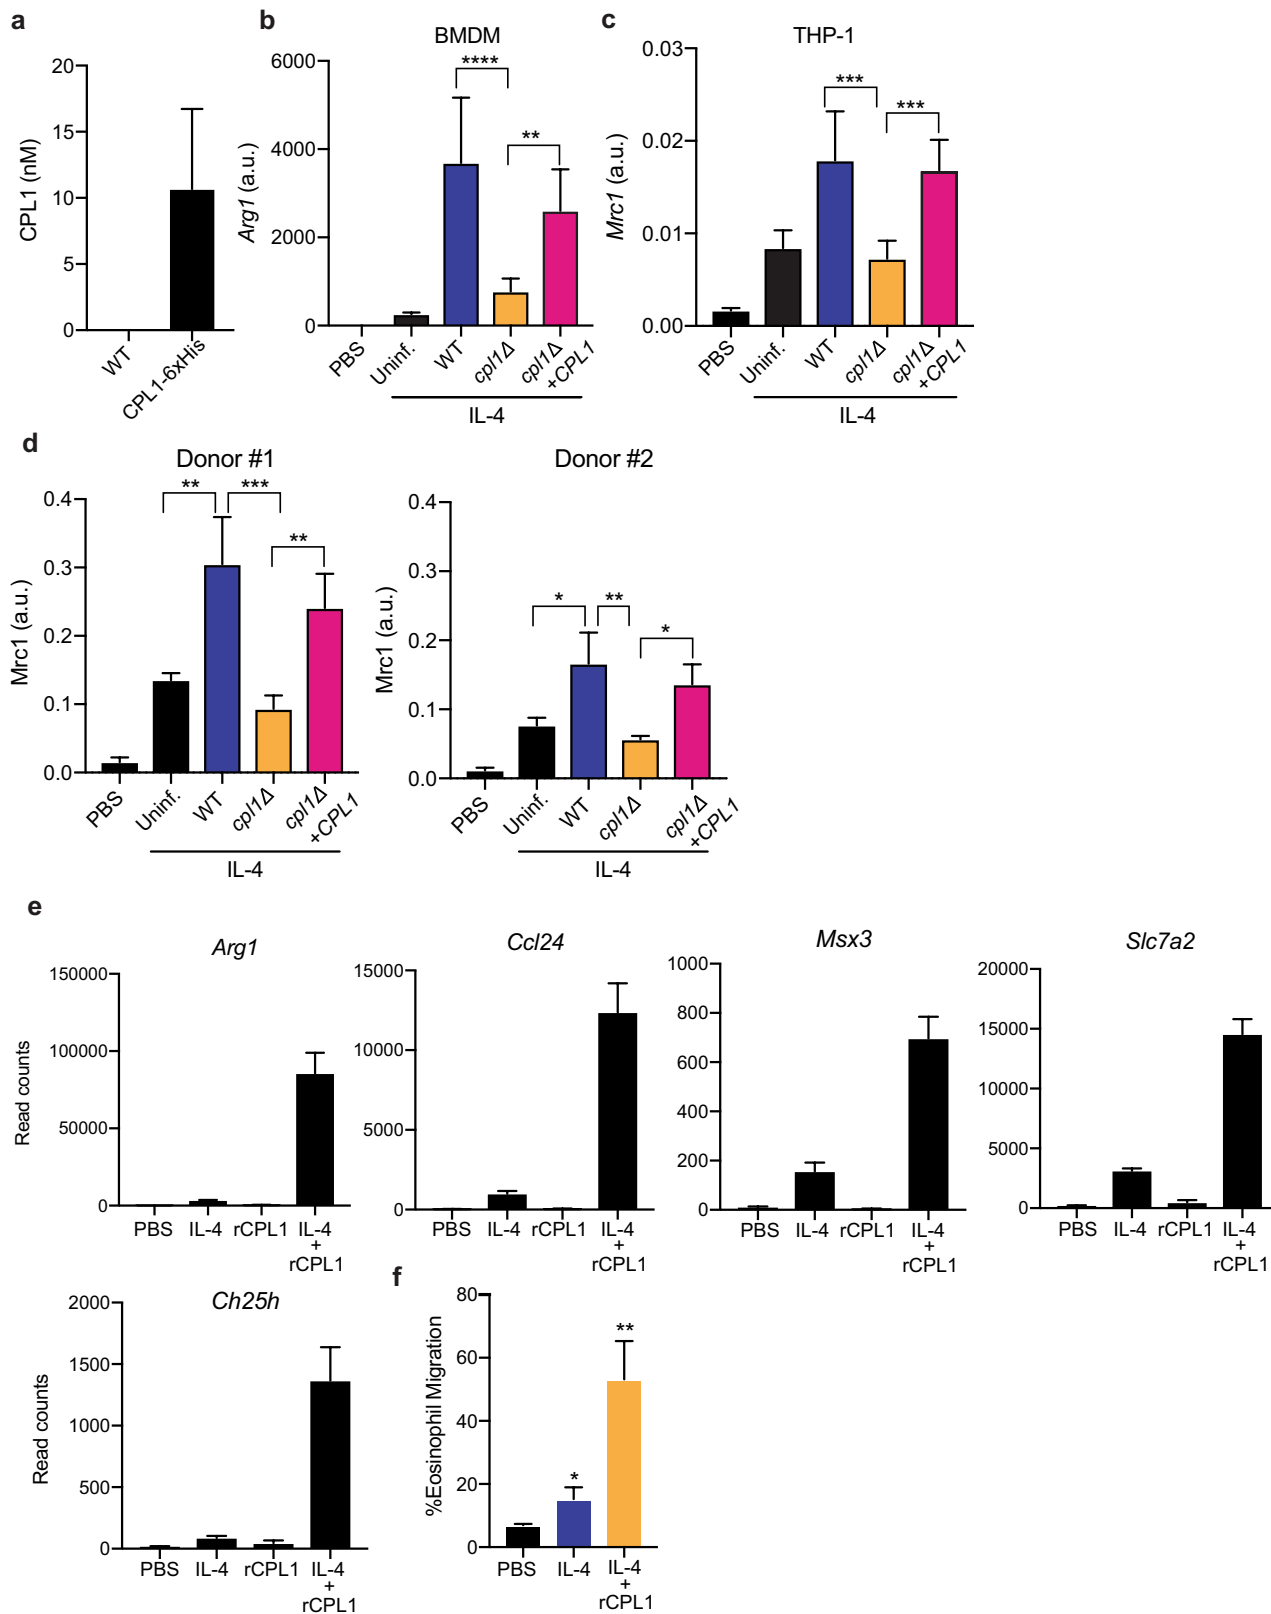 a
CPL1 (nM)
20
15
10
5
0
WT
CPL1-6xHis
b
BMDM
Arg1 (a.u.)
6000
4000
2000
0
****
**
PBS
Uninf.
WT
cpl1Δ
cpl1Δ
+CPL1
IL-4
c
THP-1
Mrc1 (a.u.)
0.03
0.02
0.01
0.00
***
***
PBS
Uninf.
WT
cpl1Δ
cpl1Δ
+CPL1
IL-4
d
Donor #1
Mrc1 (a.u.)
0.4
0.3
0.2
0.1
0.0
**
***
**
PBS
Uninf.
WT
cpl1Δ
cpl1Δ
+CPL1
IL-4
Donor #2
Mrc1 (a.u.)
0.4
0.3
0.2
0.1
0.0
*
**
*
PBS
Uninf.
WT
cpl1Δ
cpl1Δ
+CPL1
IL-4
e
Arg1
Read counts
150000
100000
50000
0
PBS
IL-4
rCPL1
IL-4
+
rCPL1
Ccl24
15000
10000
5000
0
PBS
IL-4
rCPL1
IL-4
+
rCPL1
Msx3
1000
800
600
400
200
0
PBS
IL-4
rCPL1
IL-4
+
rCPL1
Slc7a2
20000
15000
10000
5000
0
PBS
IL-4
rCPL1
IL-4
+
rCPL1
Ch25h
Read counts
2000
1500
1000
500
0
PBS
IL-4
rCPL1
IL-4
+
rCPL1
f
%Eosinophil Migration
80
60
40
20
0
*
**
PBS
IL-4
IL-4
+
rCPL1